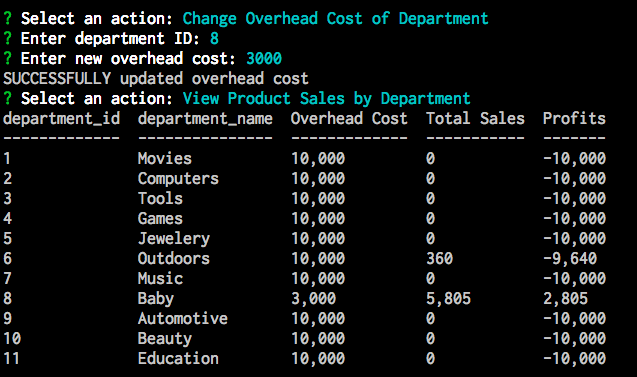 ? Select an action: Change Overhead Cost of Department
? Enter department ID: 8
? Enter new overhead cost: 3000
SUCCESSFULLY updated overhead cost
? Select an action: View Product Sales by Department
department_id  department_name  Overhead Cost  Total Sales  Profits
-------------  ---------------  -------------  -----------  -------
1              Movies           10,000         0            -10,000
2              Computers        10,000         0            -10,000
3              Tools            10,000         0            -10,000
4              Games            10,000         0            -10,000
5              Jewelery         10,000         0            -10,000
6              Outdoors         10,000         360          -9,640
7              Music            10,000         0            -10,000
8              Baby             3,000          5,805        2,805
9              Automotive       10,000         0            -10,000
10             Beauty           10,000         0            -10,000
11             Education        10,000         0            -10,000